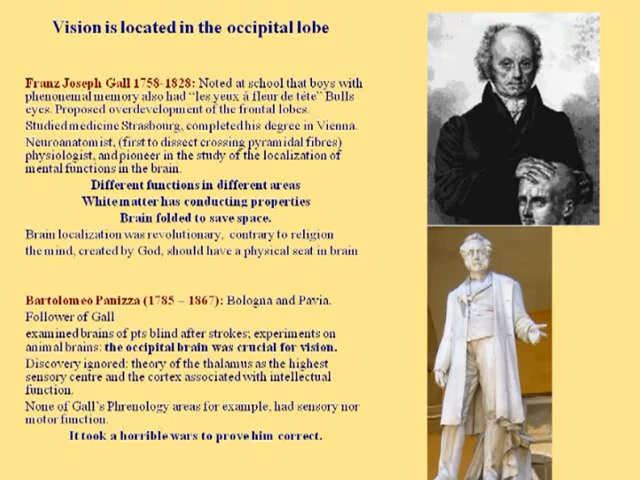 Vision is located in the occipital lobe
Franz Joseph Gall 1758-1828: Noted at school that boys with
phenonemal memory also had “les yeux à fleur de tête” Bulls
eyes. Proposed overdevelopment of the frontal lobes.
Studied medicine Strasbourg, completed his degree in Vienna.
Neuroanatomist, (first to dissect crossing pyramidal fibres)
physiologist, and pioneer in the study of the localization of
mental functions in the brain.
Different functions in different areas
White matter has conducting properties
Brain folded to save space.
Brain localization was revolutionary, contrary to religion
the mind, created by God, should have a physical seat in brain
Bartolomeo Panizza (1785 – 1867): Bologna and Pavia.
Follower of Gall
examined brains of pts blind after strokes; experiments on
animal brains: the occipital brain was crucial for vision.
Discovery ignored: theory of the thalamus as the highest
sensory centre and the cortex associated with intellectual
function.
None of Gall’s Phrenology areas for example, had sensory nor
motor function.
It took a horrible wars to prove him correct.